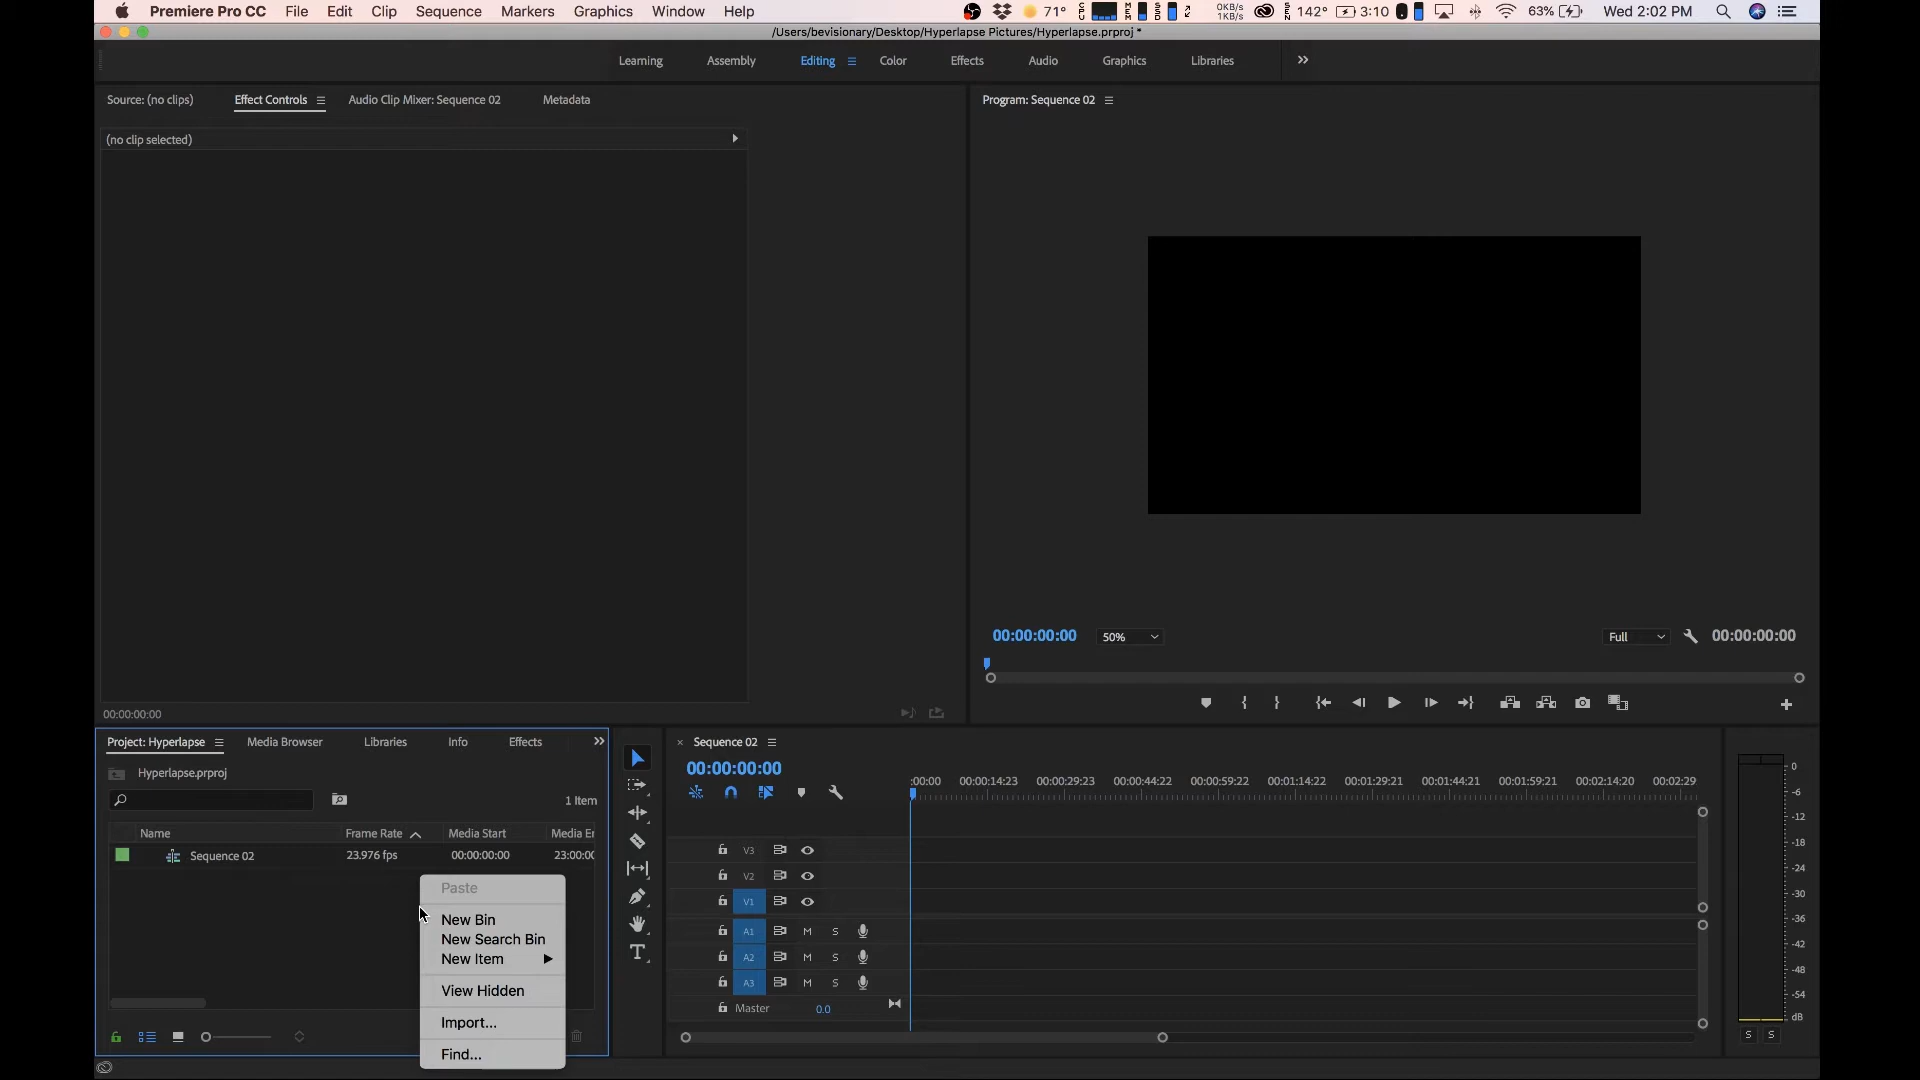 Premiere Pro CC File Edit Clip Sequence Markers Graphics Window Help 71° 0KB/s 1KB/s 142° 3:10 63% Wed 2:02 PM
/Users/bevisionary/Desktop/Hyperlapse Pictures/Hyperlapse.prproj *
Learning Assembly Editing Color Effects Audio Graphics Libraries
Source: (no clips) Effect Controls Audio Clip Mixer: Sequence 02 Metadata Program: Sequence 02
(no clip selected)
00:00:00:00 50% Full 00:00:00:00
00:00:00:00
Project: Hyperlapse Media Browser Libraries Info Effects
Hyperlapse.prproj
1 Item
Name Frame Rate Media Start Media En
Sequence 02 23.976 fps 00:00:00:00 23:00:00
Paste
New Bin
New Search Bin
New Item
View Hidden
Import...
Find...
Sequence 02
00:00:00:00
:00:00 00:00:14:23 00:00:29:23 00:00:44:22 00:00:59:22 00:01:14:22 00:01:29:21 00:01:44:21 00:01:59:21 00:02:14:20 00:02:29
V3
V2
V1
A1 M S
A2 M S
A3 M S
Master 0.0
0
-6
-12
-18
-24
-30
-36
-42
-48
-54
dB
S S